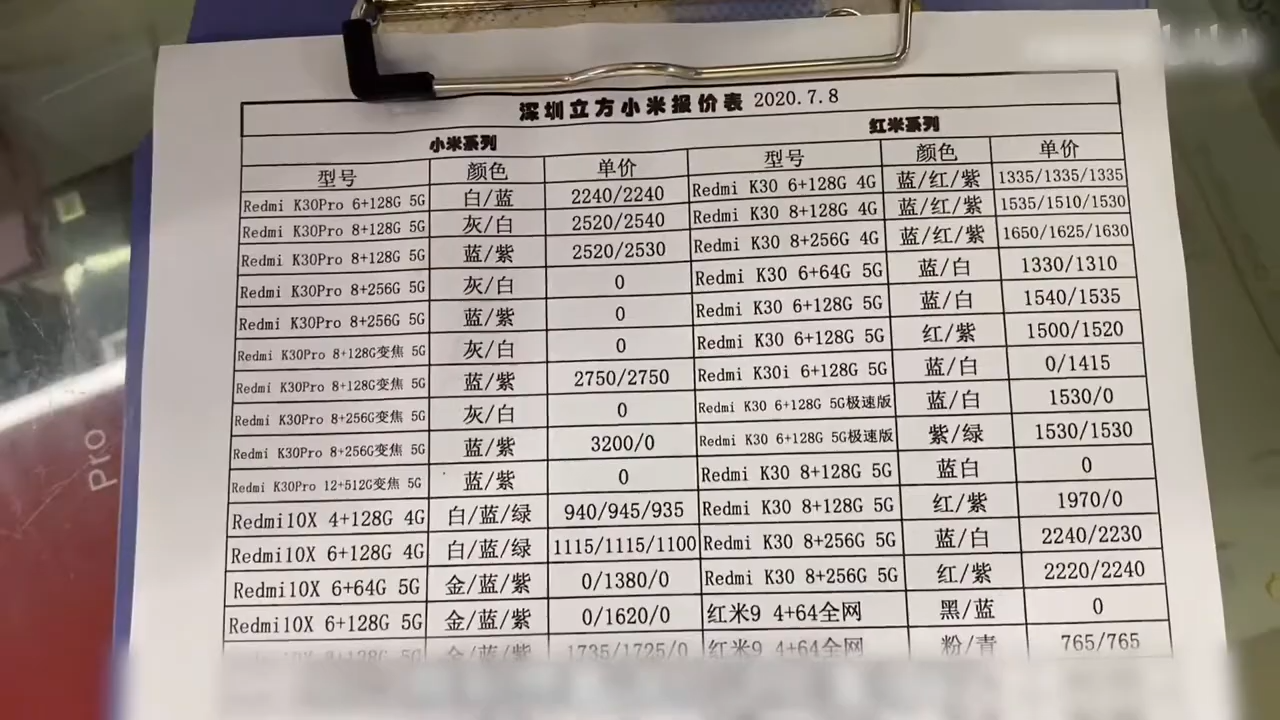 深圳立方小米报价表 2020.7.8
小米系列 红米系列
型号 颜色 单价 型号 颜色 单价
Redmi K30Pro 6+128G 5G 白/蓝 2240/2240 Redmi K30 6+128G 4G 蓝/红/紫 1335/1335/1335
Redmi K30Pro 8+128G 5G 灰/白 2520/2540 Redmi K30 8+128G 4G 蓝/红/紫 1535/1510/1530
Redmi K30Pro 8+128G 5G 蓝/紫 2520/2530 Redmi K30 8+256G 4G 蓝/红/紫 1650/1625/1630
Redmi K30Pro 8+256G 5G 灰/白 0 Redmi K30 6+64G 5G 蓝/白 1330/1310
Redmi K30Pro 8+256G 5G 蓝/紫 0 Redmi K30 6+128G 5G 蓝/白 1540/1535
Redmi K30Pro 8+128G变焦 5G 灰/白 0 Redmi K30 6+128G 5G 红/紫 1500/1520
Redmi K30Pro 8+128G变焦 5G 蓝/紫 2750/2750 Redmi K30i 6+128G 5G 蓝/白 0/1415
Redmi K30Pro 8+256G变焦 5G 灰/白 0 Redmi K30 6+128G 5G极速版 蓝/白 1530/0
Redmi K30Pro 8+256G变焦 5G 蓝/紫 3200/0 Redmi K30 6+128G 5G极速版 紫/绿 1530/1530
Redmi K30Pro 12+512G变焦 5G 蓝/紫 0 Redmi K30 8+128G 5G 蓝白 0
Redmi10X 4+128G 4G 白/蓝/绿 940/945/935 Redmi K30 8+128G 5G 红/紫 1970/0
Redmi10X 6+128G 4G 白/蓝/绿 1115/1115/1100 Redmi K30 8+256G 5G 蓝/白 2240/2230
Redmi10X 6+64G 5G 金/蓝/紫 0/1380/0 Redmi K30 8+256G 5G 红/紫 2220/2240
Redmi10X 6+128G 5G 金/蓝/紫 0/1620/0 红米9 4+64全网 黑/蓝 0
金/蓝/紫 1735/1725/0 红米9 4+64全网 粉/青 765/765
Pro